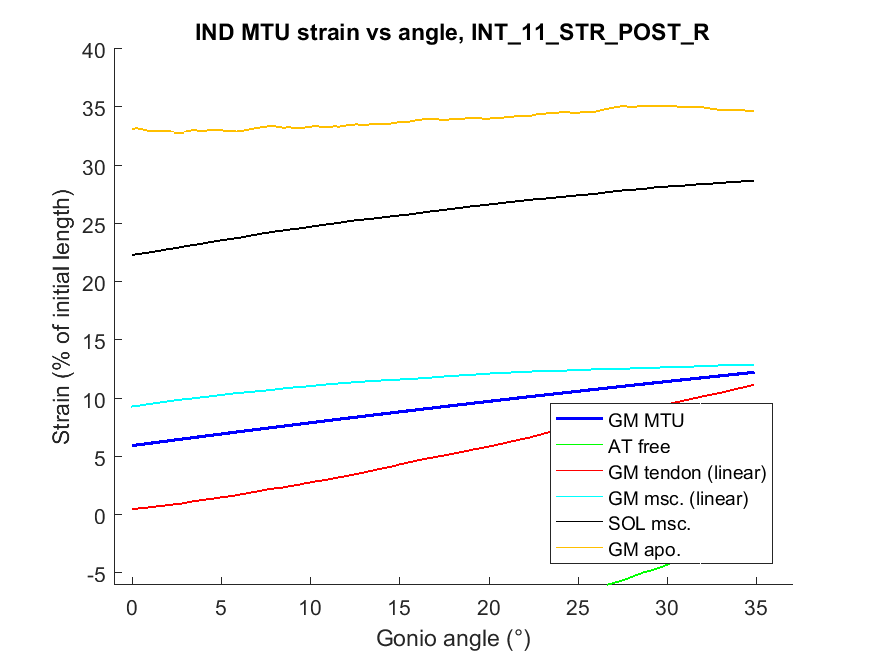 IND MTU strain vs angle, INT_11_STR_POST_R
40
35
30
25
20
15
10
5
0
-5
Strain (% of initial length)
0 5 10 15 20 25 30 35
Gonio angle (°)
GM MTU
AT free
GM tendon (linear)
GM msc. (linear)
SOL msc.
GM apo.